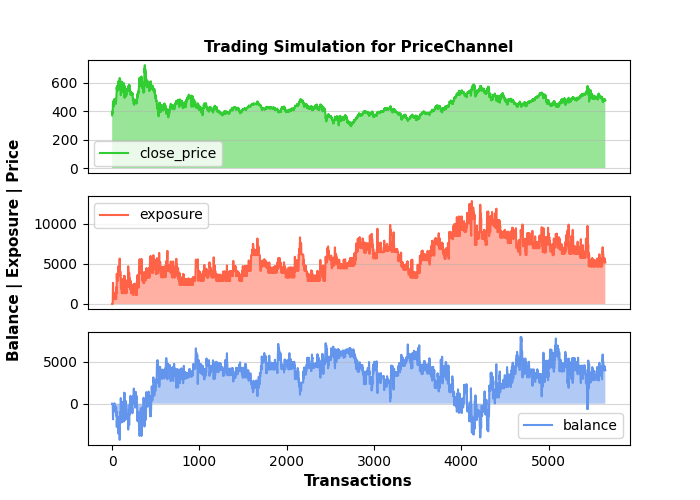 Trading Simulation for PriceChannel
Balance | Exposure | Price
600
400
200
0
close_price
10000
5000
0
exposure
5000
0
balance
0
1000
2000
3000
4000
5000
Transactions